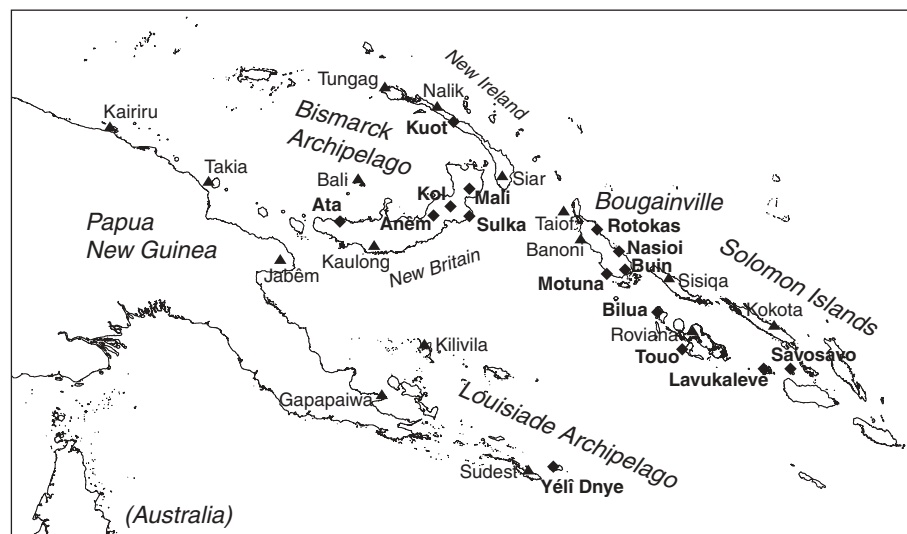 Tungag
Nalik
New Ireland
Kairiru
Kuot
Bismarck
Archipelago
Takia
Bali
Kol
Siar
Mali
Ata
Anem
Sulka
Papua
New Guinea
Kaulong
New Britain
Jabêm
Bougainville
Taiof
Rotokas
Banoni
Nasioi
Buin
Motuna
Sisiqa
Solomon Islands
Bilua
Kokota
Roviana
Touo
Savosavo
Lavukaleve
Kilivila
Gapapaiwa
Louisiade Archipelago
Sudest
Yélî Dnye
(Australia)